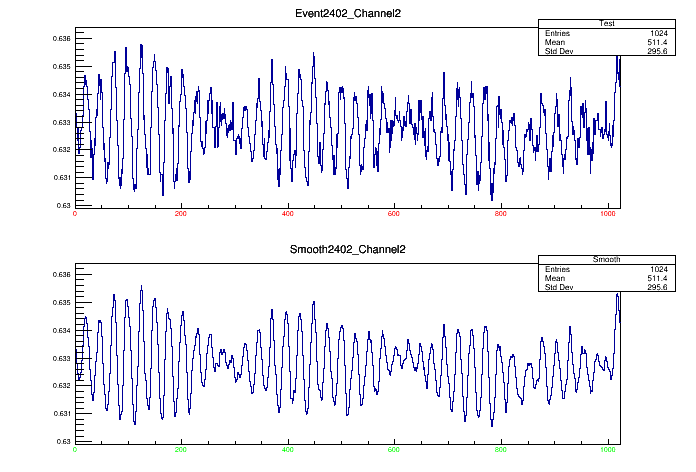 Event2402_Channel2
Test
Entries 1024
Mean 511.4
Std Dev 295.6
0.636
0.635
0.634
0.633
0.632
0.631
0.63
0 200 400 600 800 1000
Smooth2402_Channel2
Smooth
Entries 1024
Mean 511.4
Std Dev 295.6
0.636
0.635
0.634
0.633
0.632
0.631
0.63
0 200 400 600 800 1000